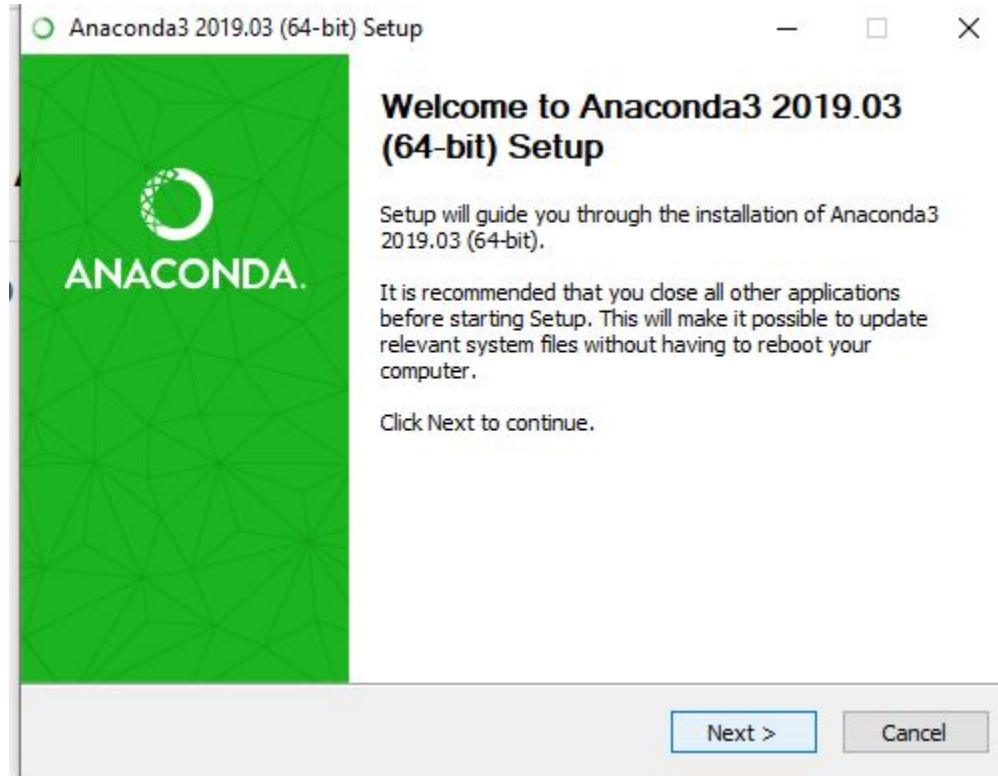 Anaconda3 2019.03 (64-bit) Setup
ANACONDA.
Welcome to Anaconda3 2019.03
(64-bit) Setup
Setup will guide you through the installation of Anaconda3
2019.03 (64-bit).
It is recommended that you close all other applications
before starting Setup. This will make it possible to update
relevant system files without having to reboot your
computer.
Click Next to continue.
Next >
Cancel